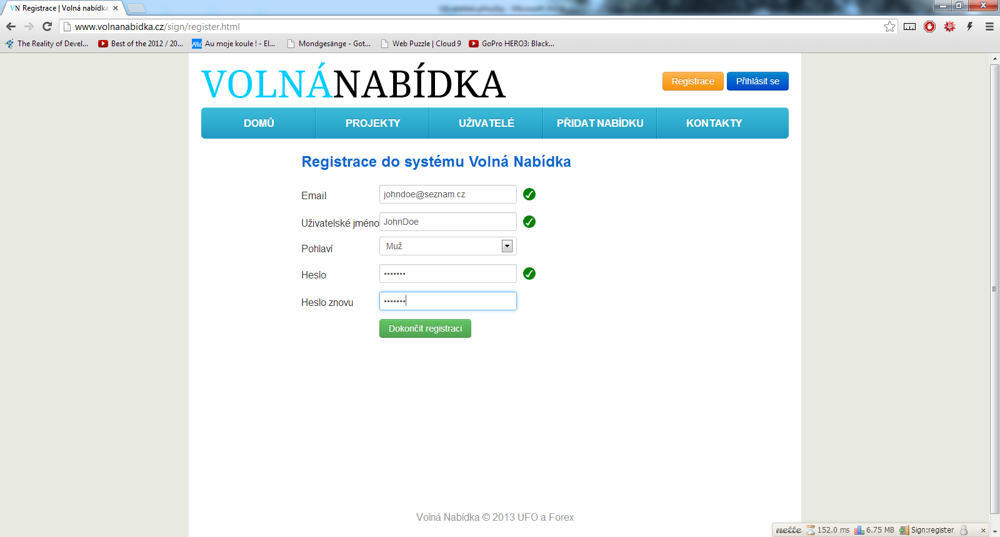 VN Registrace | Volná nabídka
www.volnanabidka.cz/sign/register.html
The Reality of Devel... Best of the 2012 / 20... Au moje koule ! - El... Mondgesänge - Got... Web Puzzle | Cloud 9 GoPro HERO3: Black...
VOLNÁNABÍDKA
Registrace Přihlásit se
DOMŮ PROJEKTY UŽIVATELÉ PŘIDAT NABÍDKU KONTAKTY
Registrace do systému Volná Nabídka
Email johndoe@seznam.cz
Uživatelské jméno JohnDoe
Pohlaví Muž
Heslo •••••••
Heslo znovu •••••••
Dokončit registraci
Volná Nabídka © 2013 UFO a Forex
nette 152.0 ms 6.75 MB Sign:register